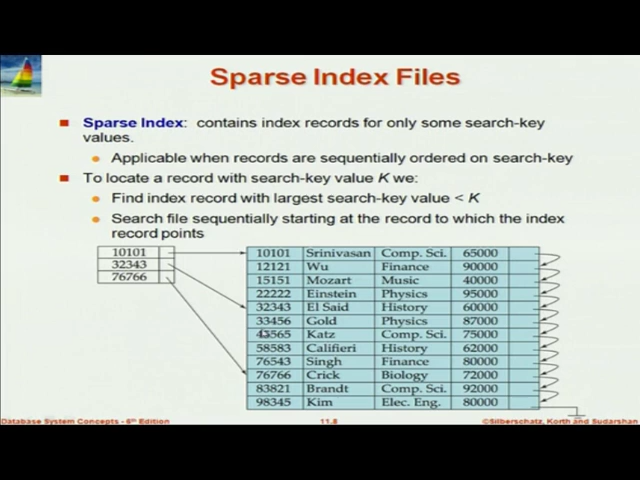 Sparse Index Files
Sparse Index: contains index records for only some search-key
values.
Applicable when records are sequentially ordered on search-key
To locate a record with search-key value K we:
Find index record with largest search-key value < K
Search file sequentially starting at the record to which the index
record points
10101
32343
76766
10101 Srinivasan Comp. Sci. 65000
12121 Wu Finance 90000
15151 Mozart Music 40000
22222 Einstein Physics 95000
32343 El Said History 60000
33456 Gold Physics 87000
45565 Katz Comp. Sci. 75000
58583 Califieri History 62000
76543 Singh Finance 80000
76766 Crick Biology 72000
83821 Brandt Comp. Sci. 92000
98345 Kim Elec. Eng. 80000
Database System Concepts - 6th Edition 11.8 ©Silberschatz, Korth and Sudarshan